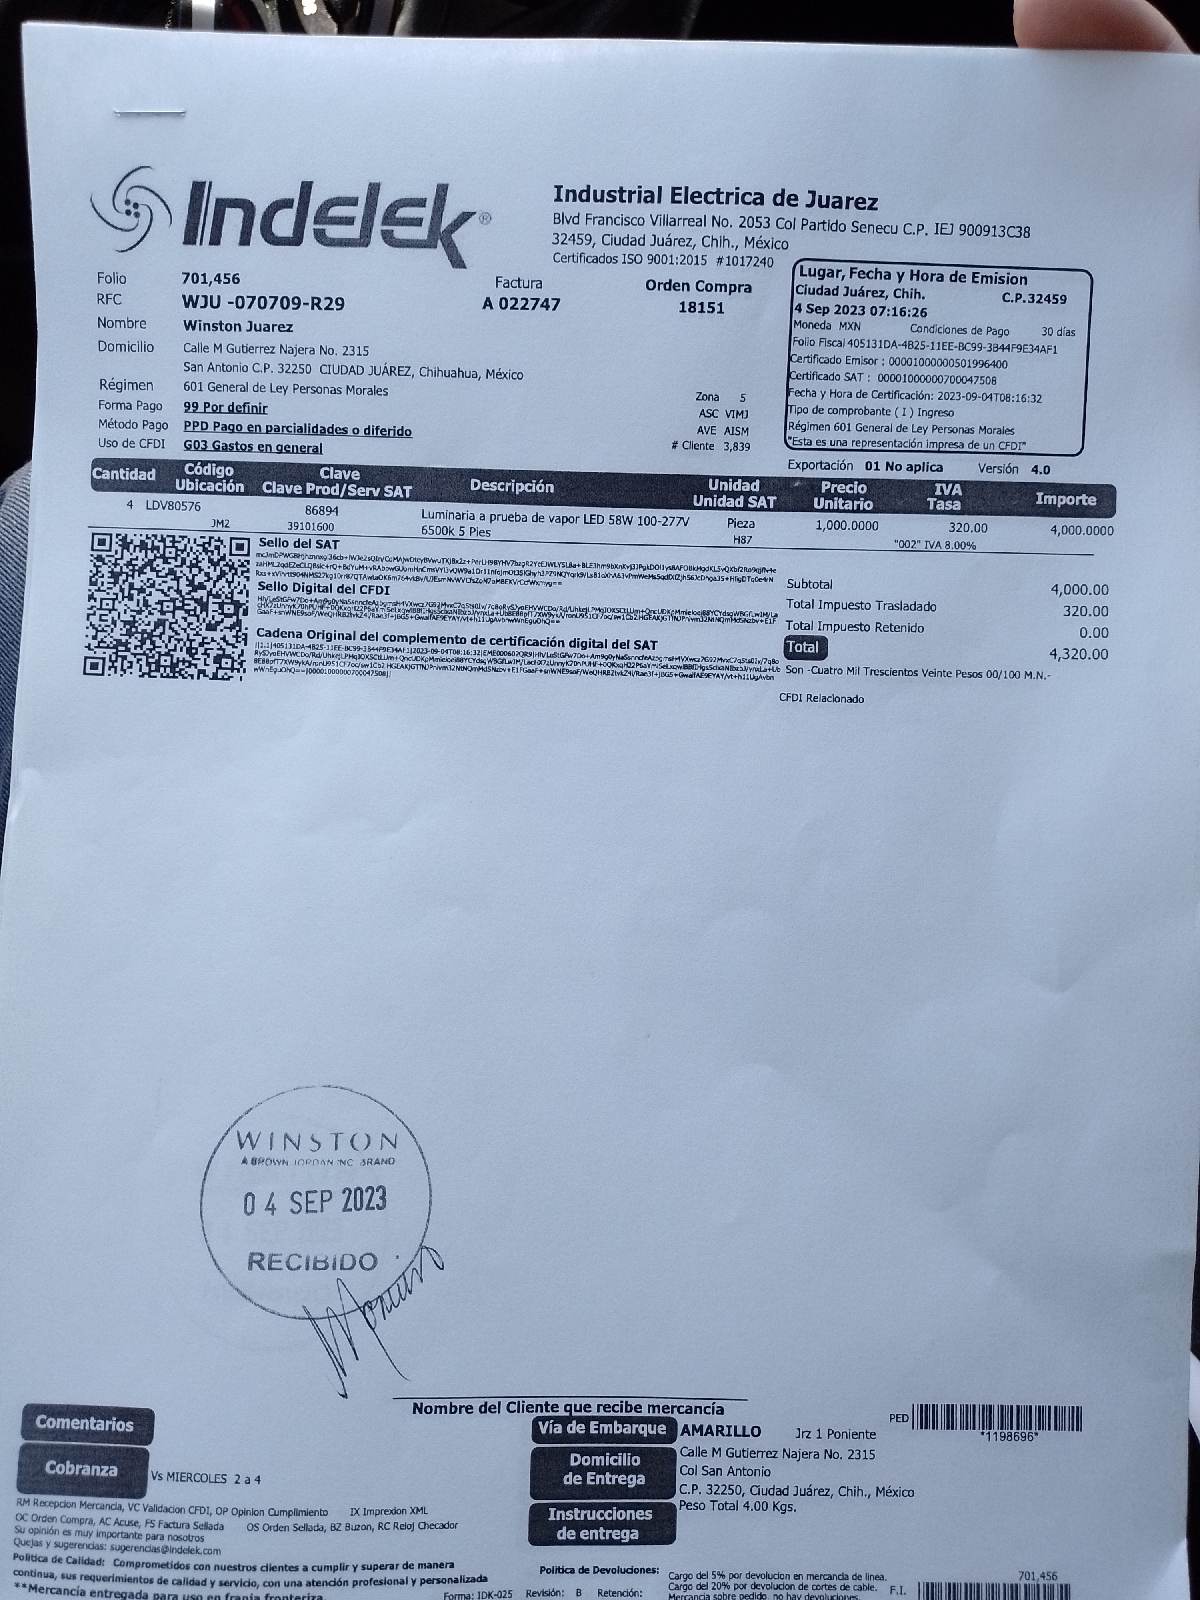 Indelek®
Industrial Electrica de Juarez
Blvd Francisco Villarreal No. 2053 Col Partido Senecu C.P. IEJ 900913C38
32459, Ciudad Juárez, Chih., México
Certificados ISO 9001:2015 #1017240
Folio 701,456
RFC WJU -070709-R29
Nombre Winston Juarez
Domicilio Calle M Gutierrez Najera No. 2315
San Antonio C.P. 32250 CIUDAD JUÁREZ, Chihuahua, México
Régimen 601 General de Ley Personas Morales
Forma Pago 99 Por definir
Método Pago PPD Pago en parcialidades o diferido
Uso de CFDI G03 Gastos en general
Factura
A 022747
Orden Compra
18151
Zona 5
ASC VIMJ
AVE AISM
# Cliente 3,839
Lugar, Fecha y Hora de Emision
Ciudad Juárez, Chih. C.P.32459
4 Sep 2023 07:16:26
Moneda MXN Condiciones de Pago 30 días
Folio Fiscal 405131DA-4B25-11EE-BC99-3B44F9E34AF1
Certificado Emisor : 00001000000501996400
Certificado SAT : 00001000000700047508
Fecha y Hora de Certificación: 2023-09-04T08:16:32
Tipo de comprobante ( I ) Ingreso
Régimen 601 General de Ley Personas Morales
"Esta es una representación impresa de un CFDI"
Exportación 01 No aplica Versión 4.0
Cantidad Código Ubicación Clave Clave Prod/Serv SAT Descripción Unidad Unidad SAT Precio Unitario IVA Tasa Importe
4 LDV80576 86894 Luminaria a prueba de vapor LED 58W 100-277V Pieza 1,000.0000 320.00 4,000.0000
JM2 39101600 6500k 5 Pies H87 "002" IVA 8.00%
Sello del SAT
Sello Digital del CFDI
Cadena Original del complemento de certificación digital del SAT
Subtotal 4,000.00
Total Impuesto Trasladado 320.00
Total Impuesto Retenido 0.00
Total 4,320.00
Son -Cuatro Mil Trescientos Veinte Pesos 00/100 M.N.-
CFDI Relacionado
WINSTON
A BROWN JORDAN INC BRAND
04 SEP 2023
RECIBIDO
Nombre del Cliente que recibe mercancía
Comentarios
Cobranza Vs MIERCOLES 2 a 4
RM Recepcion Mercancia, VC Validacion CFDI, OP Opinion Cumplimiento IX Imprexion XML
OC Orden Compra, AC Acuse, FS Factura Sellada OS Orden Sellada, BZ Buzon, RC Reloj Checador
Su opinión es muy importante para nosotros
Quejas y sugerencias: sugerencias@indelek.com
Politica de Calidad: Comprometidos con nuestros clientes a cumplir y superar de manera
continua, sus requerimientos de calidad y servicio, con una atención profesional y personalizada
**Mercancía entregada para uso en franja fronteriza.
Forma: IDK-025 Revisión: B Retención:
Vía de Embarque AMARILLO Jrz 1 Poniente
PED *1198696*
Domicilio de Entrega
Calle M Gutierrez Najera No. 2315
Col San Antonio
C.P. 32250, Ciudad Juárez, Chih., México
Peso Total 4.00 Kgs.
Instrucciones de entrega
Politica de Devoluciones: Cargo del 5% por devolucion en mercancia de linea.
Cargo del 20% por devolucion de cortes de cable.
Mercancia sobre pedido, no hay devoluciones.
701,456
F.I.